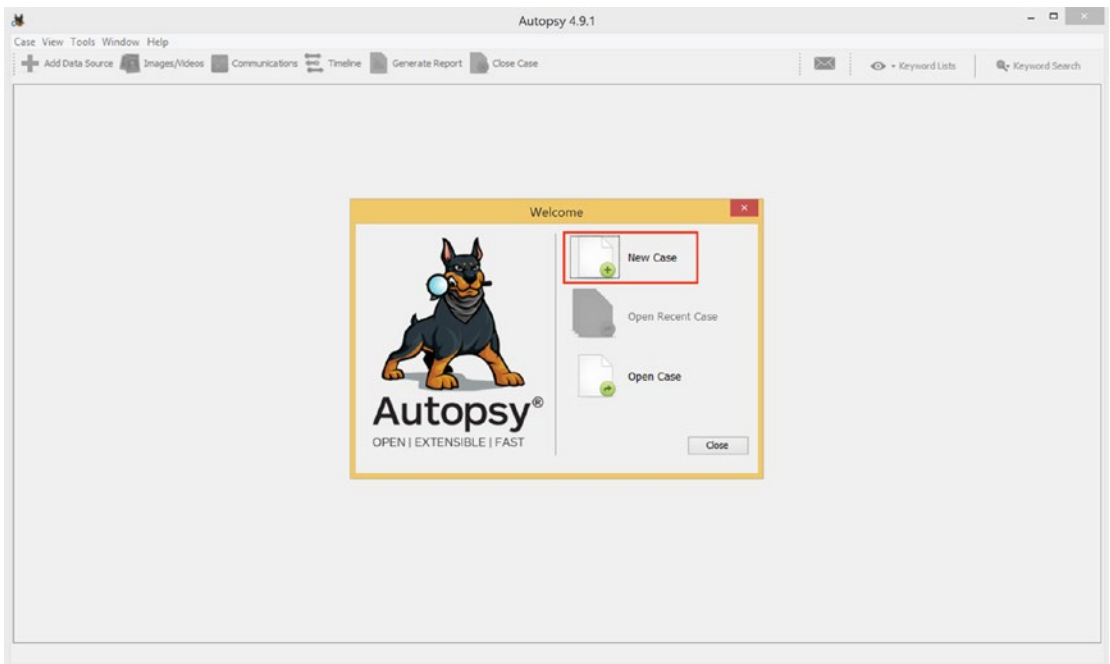 Autopsy 4.9.1
Case View Tools Window Help
Add Data Source Images/Videos Communications Timeline Generate Report Close Case Keyword Lists Keyword Search
Welcome
New Case
Open Recent Case
Open Case
Autopsy®
OPEN | EXTENSIBLE | FAST
Close